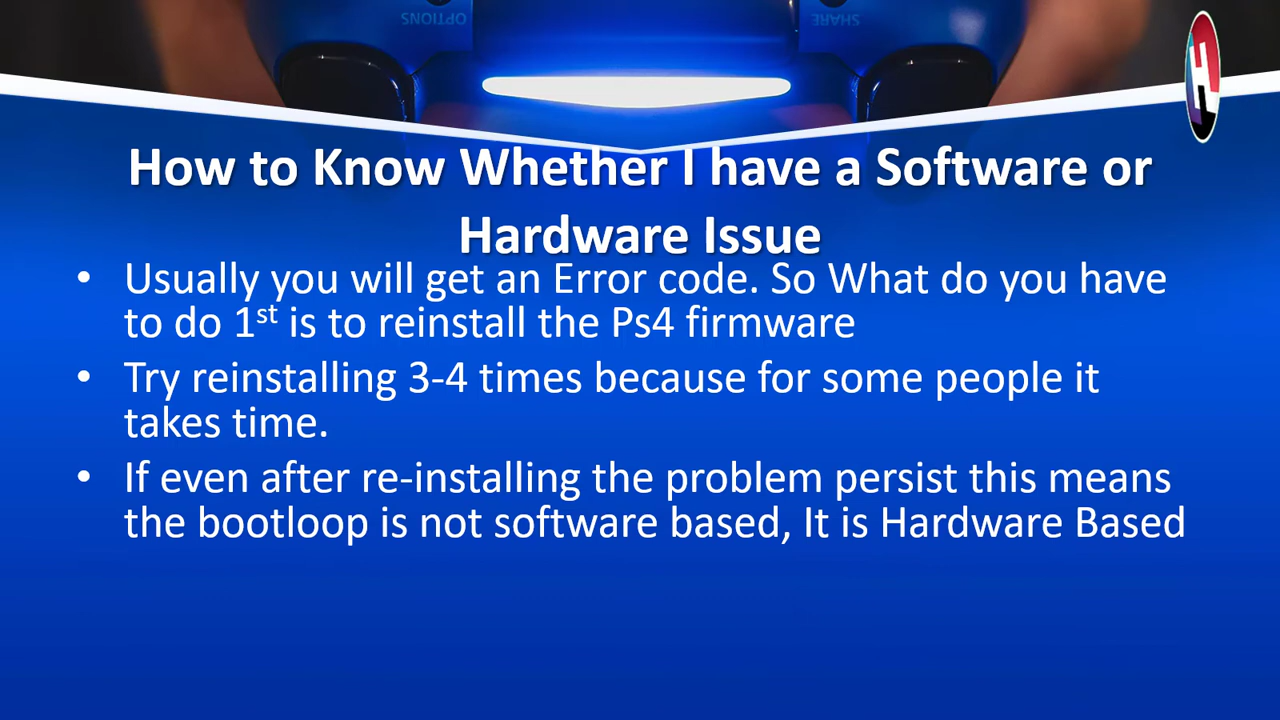 OPTIONS
SHARE
How to Know Whether I have a Software or
Hardware Issue
• Usually you will get an Error code. So What do you have
to do 1st is to reinstall the Ps4 firmware
• Try reinstalling 3-4 times because for some people it
takes time.
• If even after re-installing the problem persist this means
the bootloop is not software based, It is Hardware Based